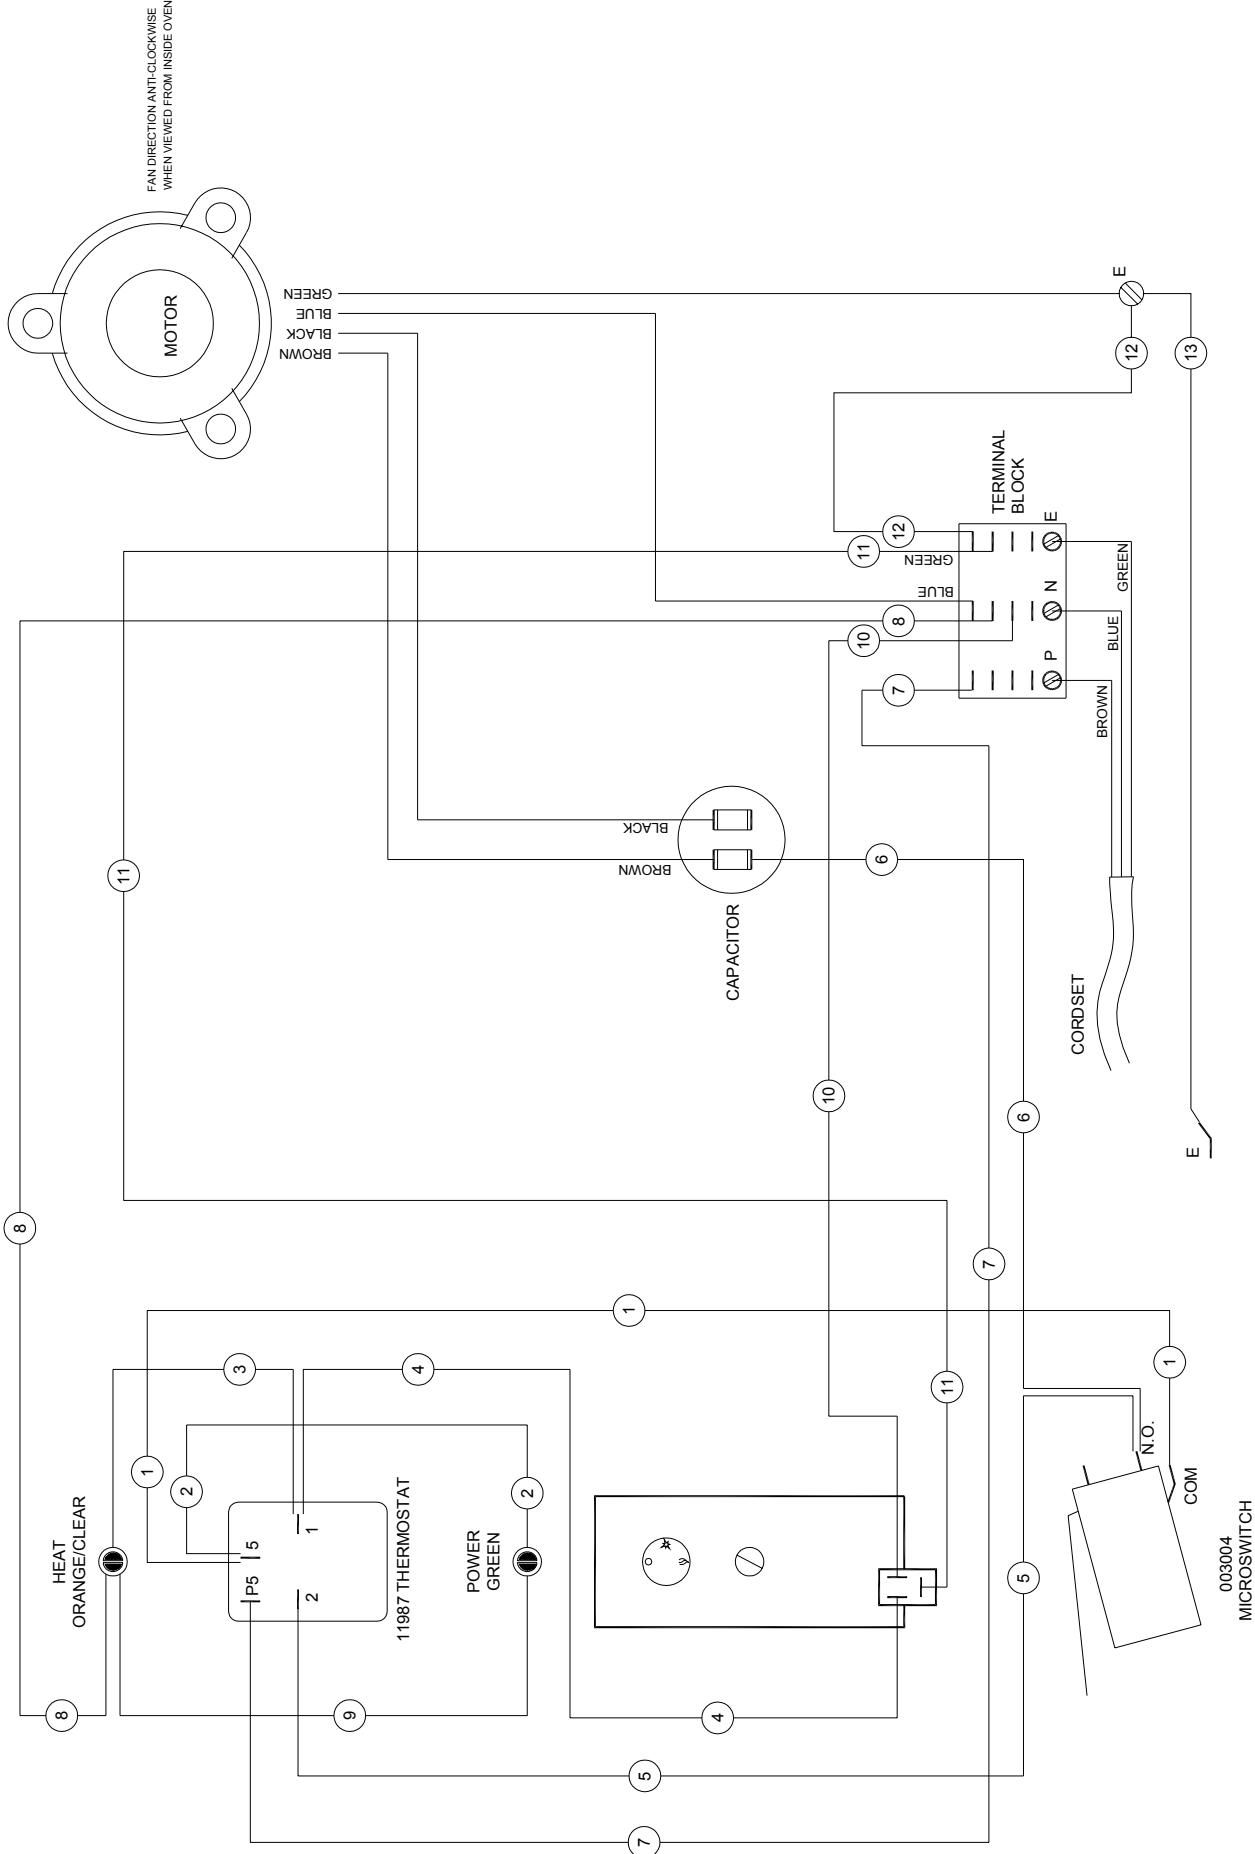 FAN DIRECTION ANTI-CLOCKWISE
WHEN VIEWED FROM INSIDE OVEN
MOTOR
GREEN
BLUE
BLACK
BROWN
E
12
13
TERMINAL
BLOCK
12
11
GREEN
BLUE
8
10
7
E
N
P
GREEN
BLUE
BROWN
BLACK
BROWN
CAPACITOR
6
11
CORDSET
10
6
E
8
7
1
3
4
11
1
1
2
2
N.O.
COM
HEAT
ORANGE/CLEAR
5
1
P5
2
11987 THERMOSTAT
POWER
GREEN
5
003004
MICROSWITCH
8
9
4
5
7